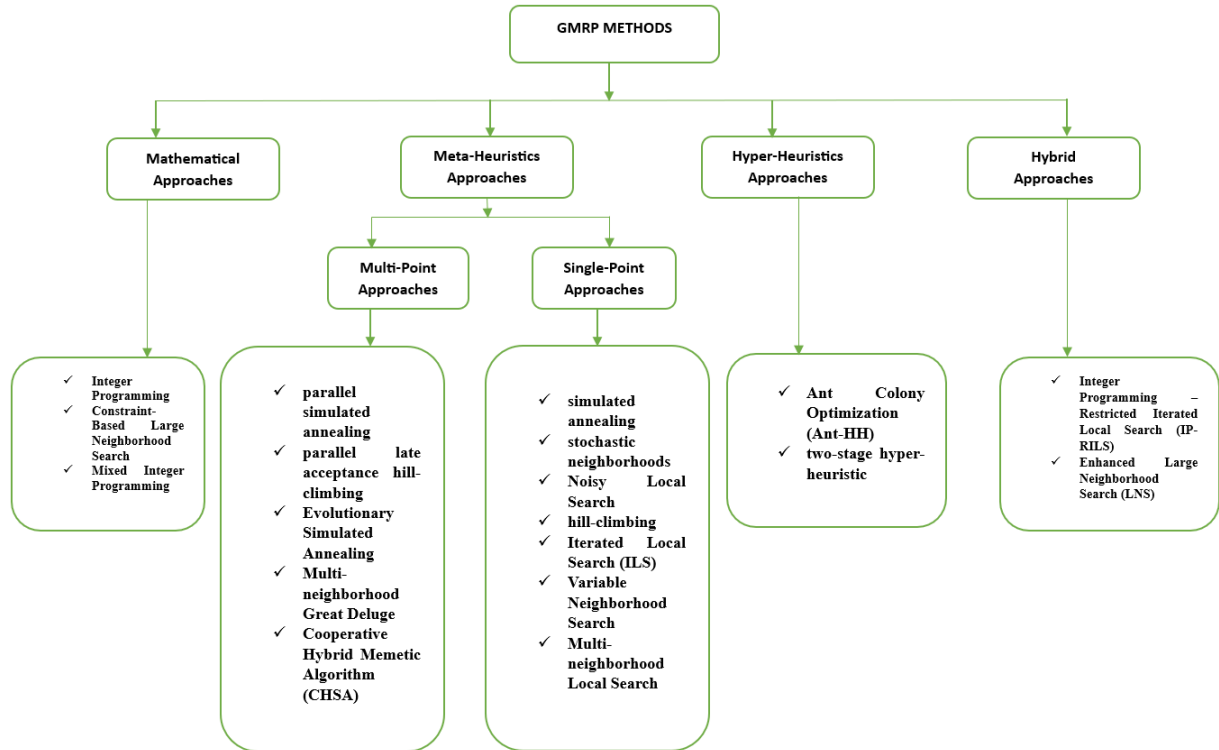 GMRP METHODS
Mathematical
Approaches
Meta-Heuristics
Approaches
Hyper-Heuristics
Approaches
Hybrid
Approaches
Multi-Point
Approaches
Single-Point
Approaches
✓ Integer
Programming
✓ Constraint-
Based Large
Neighborhood
Search
✓ Mixed Integer
Programming
✓ parallel
simulated
annealing
✓ parallel late
acceptance hill-
climbing
✓ Evolutionary
Simulated
Annealing
✓ Multi-
neighborhood
Great Deluge
✓ Cooperative
Hybrid Memetic
Algorithm
(CHSA)
✓ simulated
annealing
✓ stochastic
neighborhoods
✓ Noisy Local
Search
✓ hill-climbing
✓ Iterated Local
Search (ILS)
✓ Variable
Neighborhood
Search
✓ Multi-
neighborhood
Local Search
✓ Ant Colony
Optimization
(Ant-HH)
✓ two-stage hyper-
heuristic
✓ Integer
Programming –
Restricted Iterated
Local Search (IP-
RILS)
✓ Enhanced Large
Neighborhood
Search (LNS)